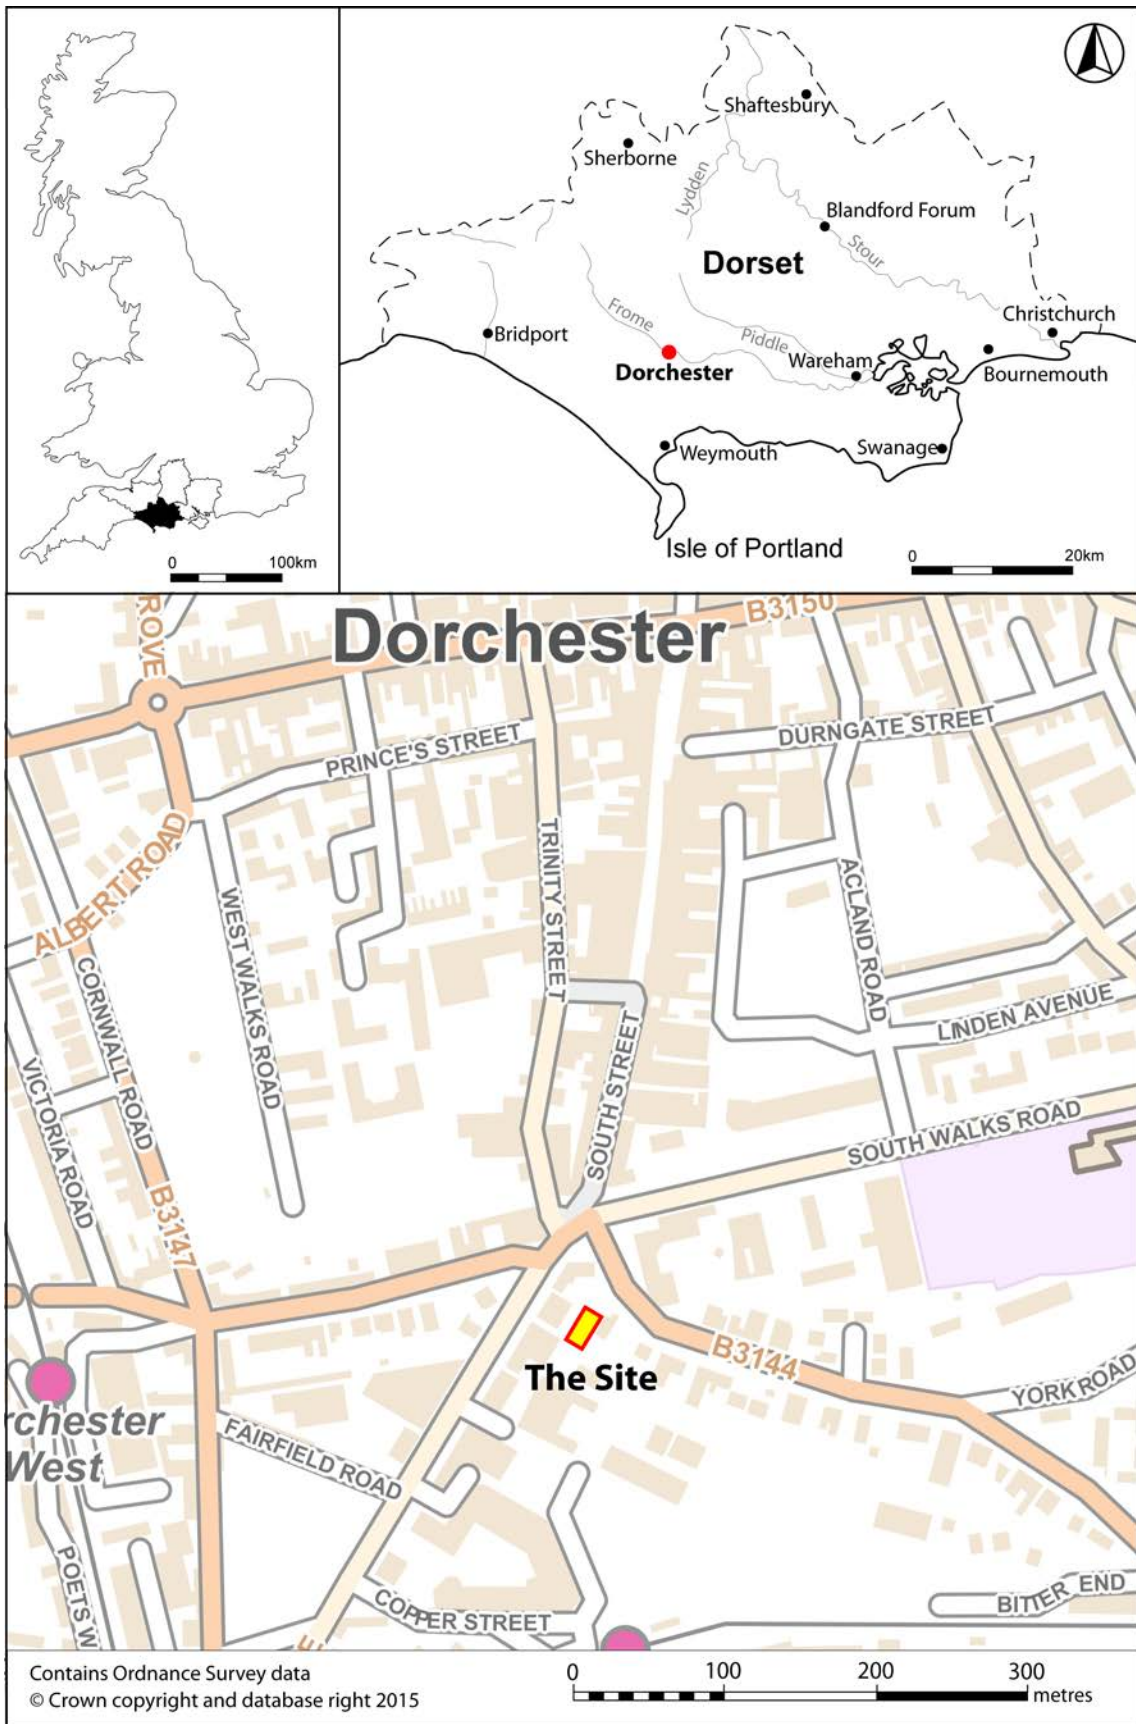 0 100km
Shaftesbury
Sherborne
Lydden
Blandford Forum
Stour
Dorset
Christchurch
Frome
Bridport
Piddle
Wareham
Dorchester
Bournemouth
Weymouth
Swanage
Isle of Portland
0 20km
ROVE
Dorchester
B3150
PRINCE'S STREET
DURNGATE STREET
TRINITY STREET
ALBERT ROAD
WEST WALKS ROAD
ACLAND ROAD
CORNWALL ROAD
LINDEN AVENUE
VICTORIA ROAD
SOUTH STREET
SOUTH WALKS ROAD
B3147
The Site
B3144
YORK ROAD
rchester
West
FAIRFIELD ROAD
POETS W
COPPER STREET
BITTER END
Contains Ordnance Survey data
© Crown copyright and database right 2015
0 100 200 300
metres